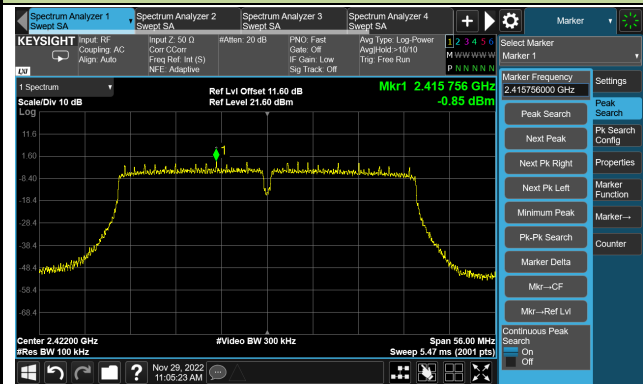 Spectrum Analyzer 1
Swept SA
Spectrum Analyzer 2
Swept SA
Spectrum Analyzer 3
Swept SA
Spectrum Analyzer 4
Swept SA
Marker
KEYSIGHT
LXI
Input: RF
Coupling: AC
Align: Auto
Input Z: 50 Ω
Corr CCorr
Freq Ref: Int (S)
NFE: Adaptive
#Atten: 20 dB
PNO: Fast
Gate: Off
IF Gain: Low
Sig Track: Off
Avg Type: Log-Power
Avg|Hold:>10/10
Trig: Free Run
1 2 3 4 5 6
M W W W W W
P N N N N N
Select Marker
Marker 1
1 Spectrum
Scale/Div 10 dB
Log
Ref Lvl Offset 11.60 dB
Ref Level 21.60 dBm
Mkr1 2.415 756 GHz
-0.85 dBm
1
11.6
1.60
-8.40
-18.4
-28.4
-38.4
-48.4
-58.4
-68.4
Center 2.42200 GHz
#Res BW 100 kHz
#Video BW 300 kHz
Span 56.00 MHz
Sweep 5.47 ms (2001 pts)
Marker Frequency
2.415756000 GHz
Peak Search
Next Peak
Next Pk Right
Next Pk Left
Minimum Peak
Pk-Pk Search
Marker Delta
Mkr→CF
Mkr→Ref Lvl
Continuous Peak
Search
On
Off
Settings
Peak
Search
Pk Search
Config
Properties
Marker
Function
Marker→
Counter
?
Nov 29, 2022
11:05:23 AM